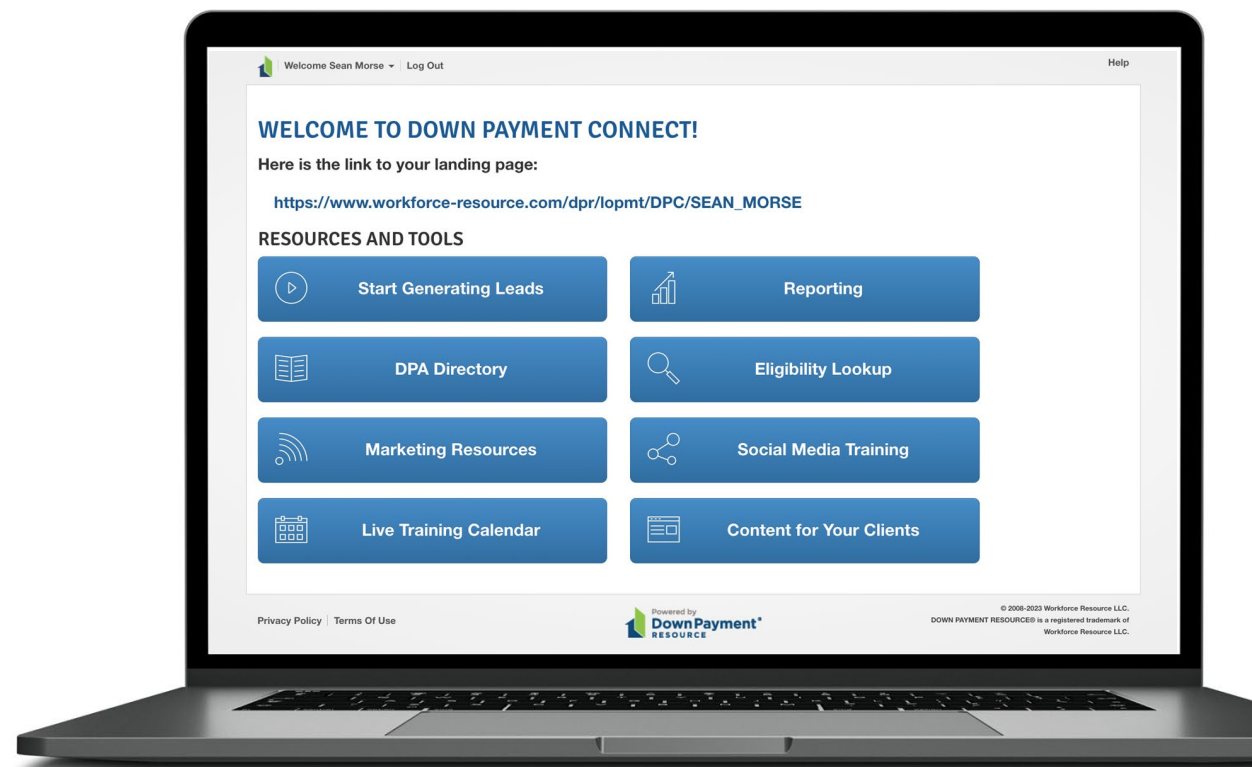 Welcome Sean Morse
Log Out
Help
WELCOME TO DOWN PAYMENT CONNECT!
Here is the link to your landing page:
https://www.workforce-resource.com/dpr/lopmt/DPC/SEAN_MORSE
RESOURCES AND TOOLS
Start Generating Leads
Reporting
DPA Directory
Eligibility Lookup
Marketing Resources
Social Media Training
Live Training Calendar
Content for Your Clients
Privacy Policy
Terms Of Use
Powered by
DownPayment
RESOURCE
© 2008-2023 Workforce Resource LLC.
DOWN PAYMENT RESOURCE® is a registered trademark of
Workforce Resource LLC.